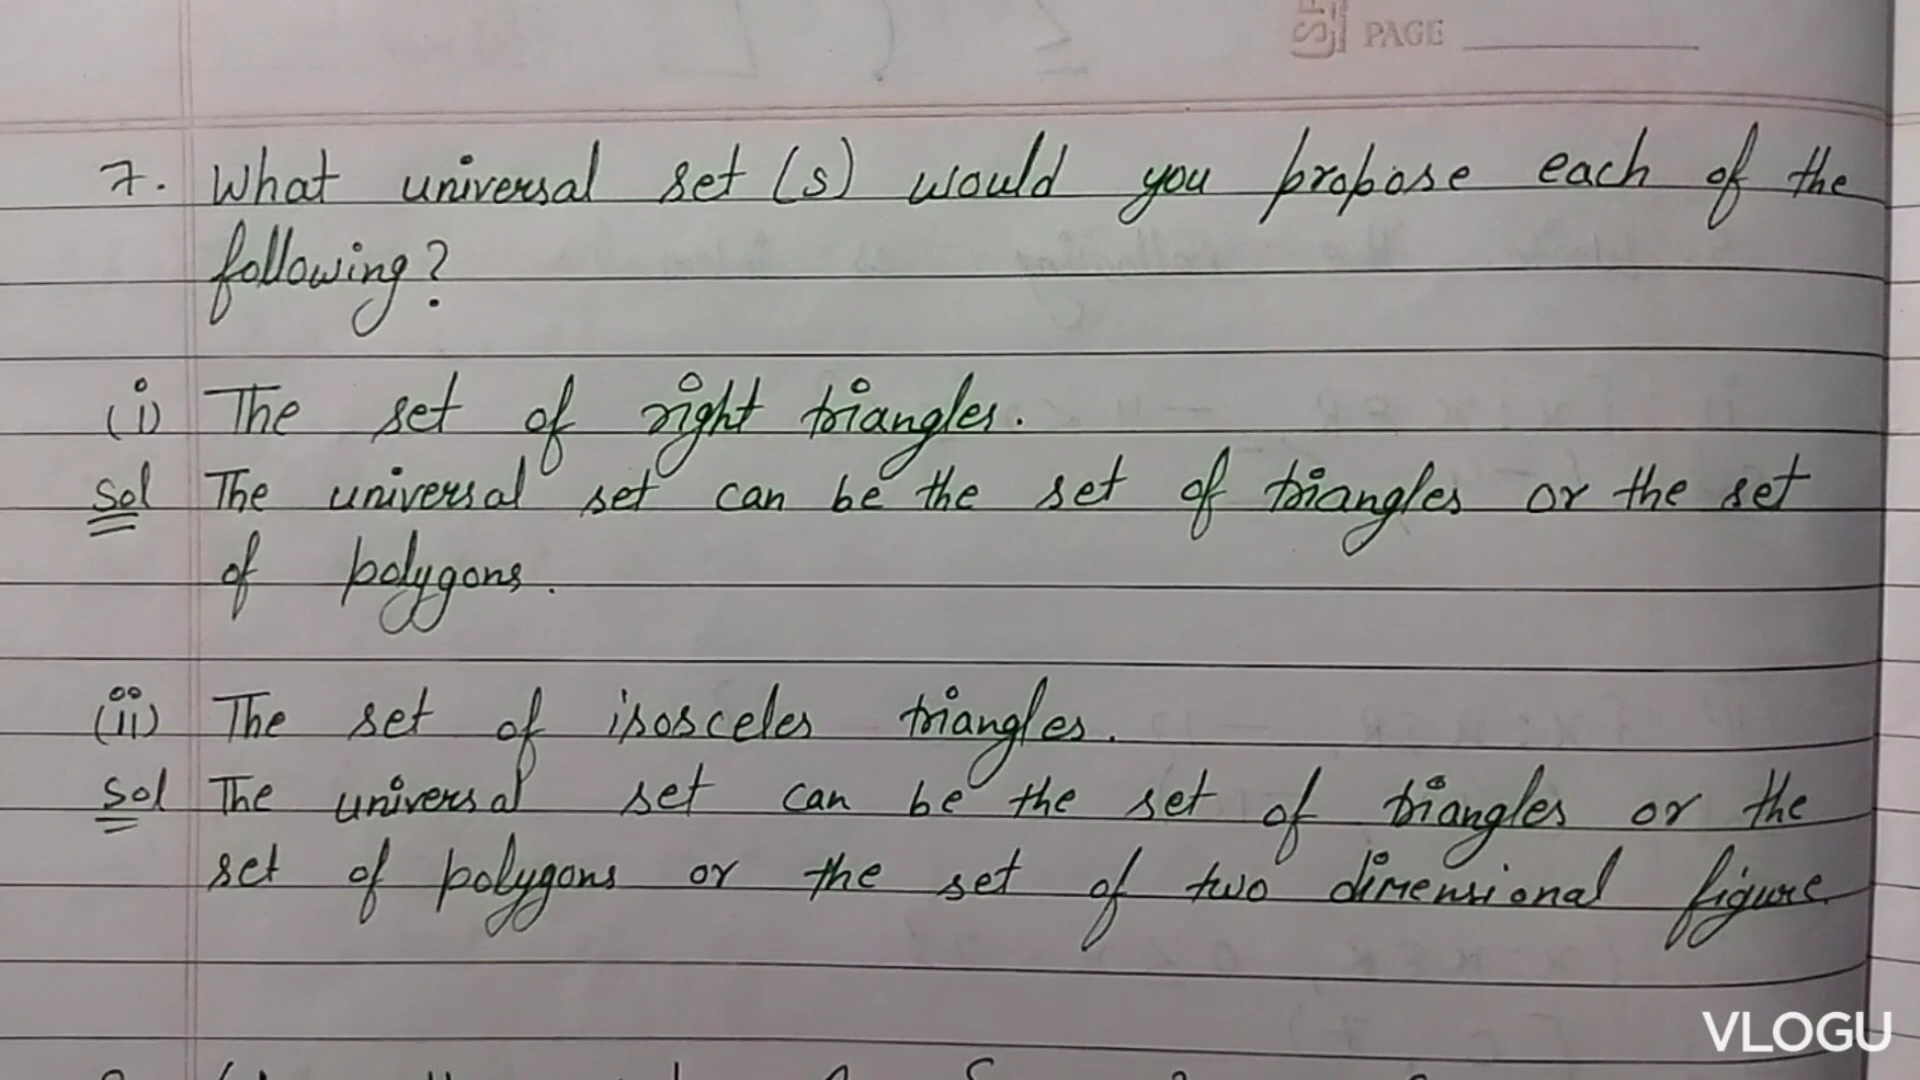 PAGE
7. What universal set (s) would you propose each of the
following?
(i) The set of right triangles.
Sol The universal set can be the set of triangles or the set
of polygons.
(ii) The set of isosceles triangles.
Sol The universal set can be the set of triangles or the
set of polygons or the set of two dimensional figure.
VLOGU